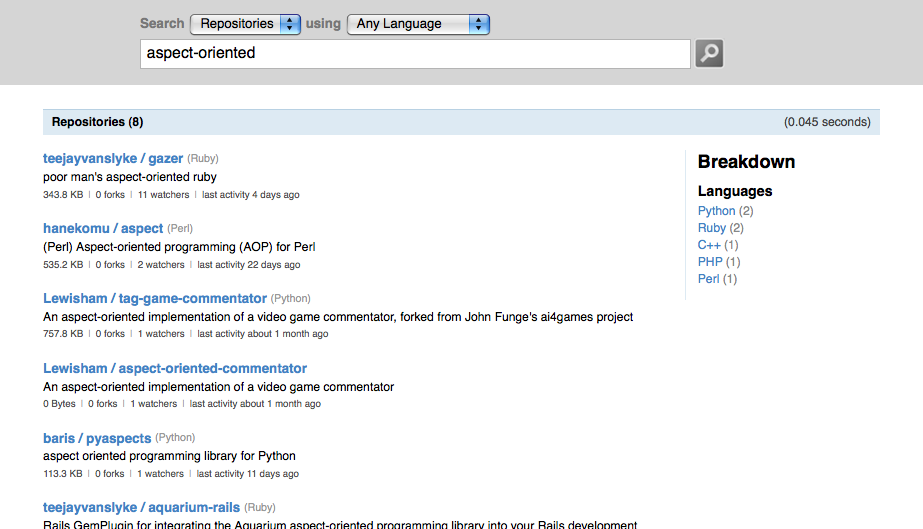 Search Repositories using Any Language
aspect-oriented
Repositories (8) (0.045 seconds)
teejayvanslyke / gazer (Ruby)
poor man's aspect-oriented ruby
343.8 KB | 0 forks | 11 watchers | last activity 4 days ago
hanekomu / aspect (Perl)
(Perl) Aspect-oriented programming (AOP) for Perl
535.2 KB | 0 forks | 2 watchers | last activity 22 days ago
Lewisham / tag-game-commentator (Python)
An aspect-oriented implementation of a video game commentator, forked from John Funge's ai4games project
757.8 KB | 0 forks | 1 watchers | last activity about 1 month ago
Lewisham / aspect-oriented-commentator
An aspect-oriented implementation of a video game commentator
0 Bytes | 0 forks | 1 watchers | last activity about 1 month ago
baris / pyaspects (Python)
aspect oriented programming library for Python
113.3 KB | 0 forks | 1 watchers | last activity 11 days ago
teejayvanslyke / aquarium-rails (Ruby)
Rails GemPlugin for integrating the Aquarium aspect-oriented programming library into your Rails development
Breakdown
Languages
Python (2)
Ruby (2)
C++ (1)
PHP (1)
Perl (1)